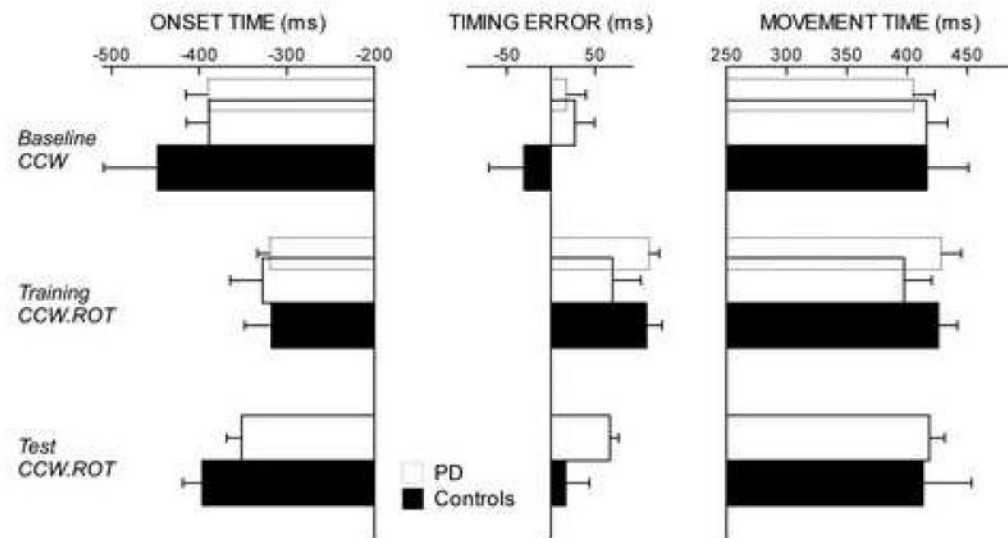 ONSET TIME (ms) TIMING ERROR (ms) MOVEMENT TIME (ms)
-500 -400 -300 -200 -50 50 250 300 350 400 450
Baseline
CCW
Training
CCW.ROT
Test
CCW.ROT
PD
Controls